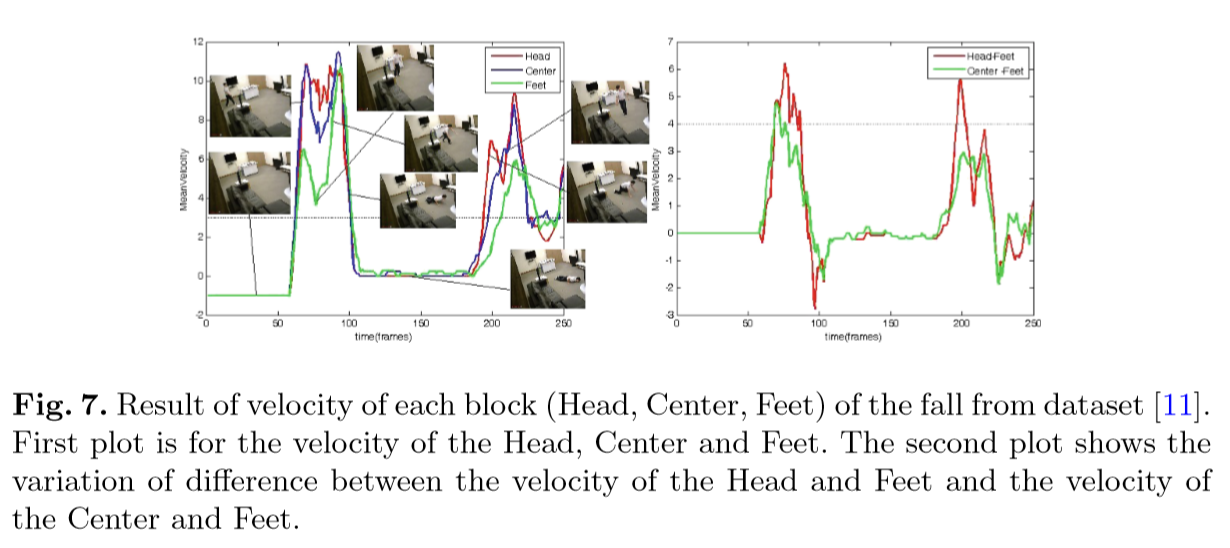 12
10
8
6
4
2
0
-2
MeanVelocity
0
50
100
150
200
250
time(frames)
Head
Center
Feet
7
6
5
4
3
2
1
0
-1
-2
-3
MeanVelocity
0
50
100
150
200
250
time(frames)
Head-Feet
Center -Feet
Fig. 7. Result of velocity of each block (Head, Center, Feet) of the fall from dataset [11].
First plot is for the velocity of the Head, Center and Feet. The second plot shows the
variation of difference between the velocity of the Head and Feet and the velocity of
the Center and Feet.